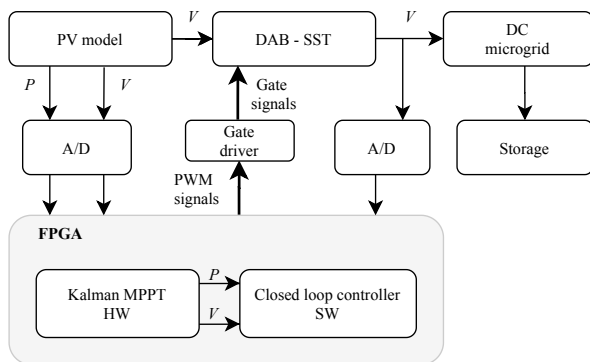 PV model
V
DAB - SST
V
DC
microgrid
P
V
Gate
signals
A/D
Gate
driver
A/D
Storage
PWM
signals
FPGA
Kalman MPPT
HW
P
V
Closed loop controller
SW